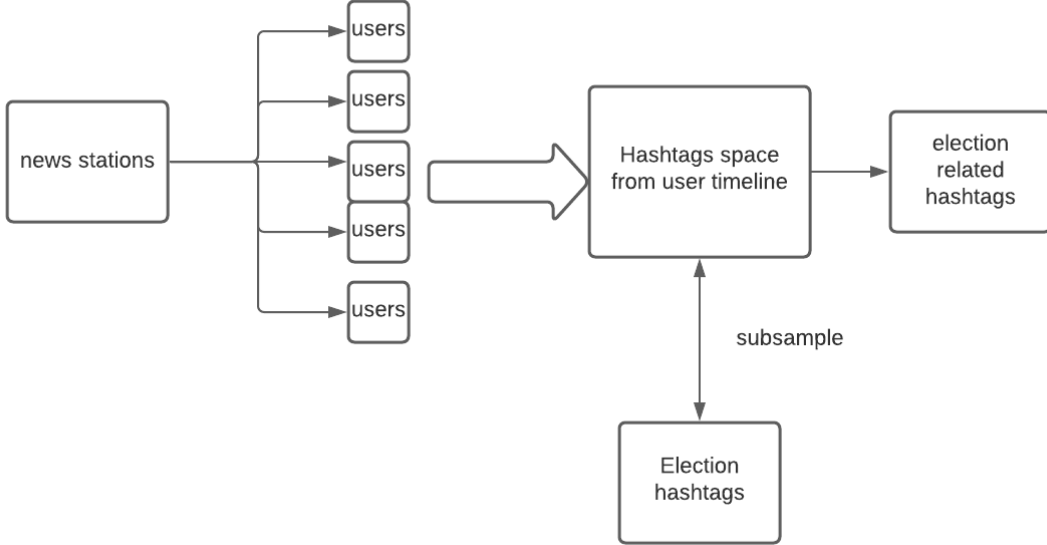 news stations
users
users
users
users
users
Hashtags space
from user timeline
election
related
hashtags
subsample
Election
hashtags